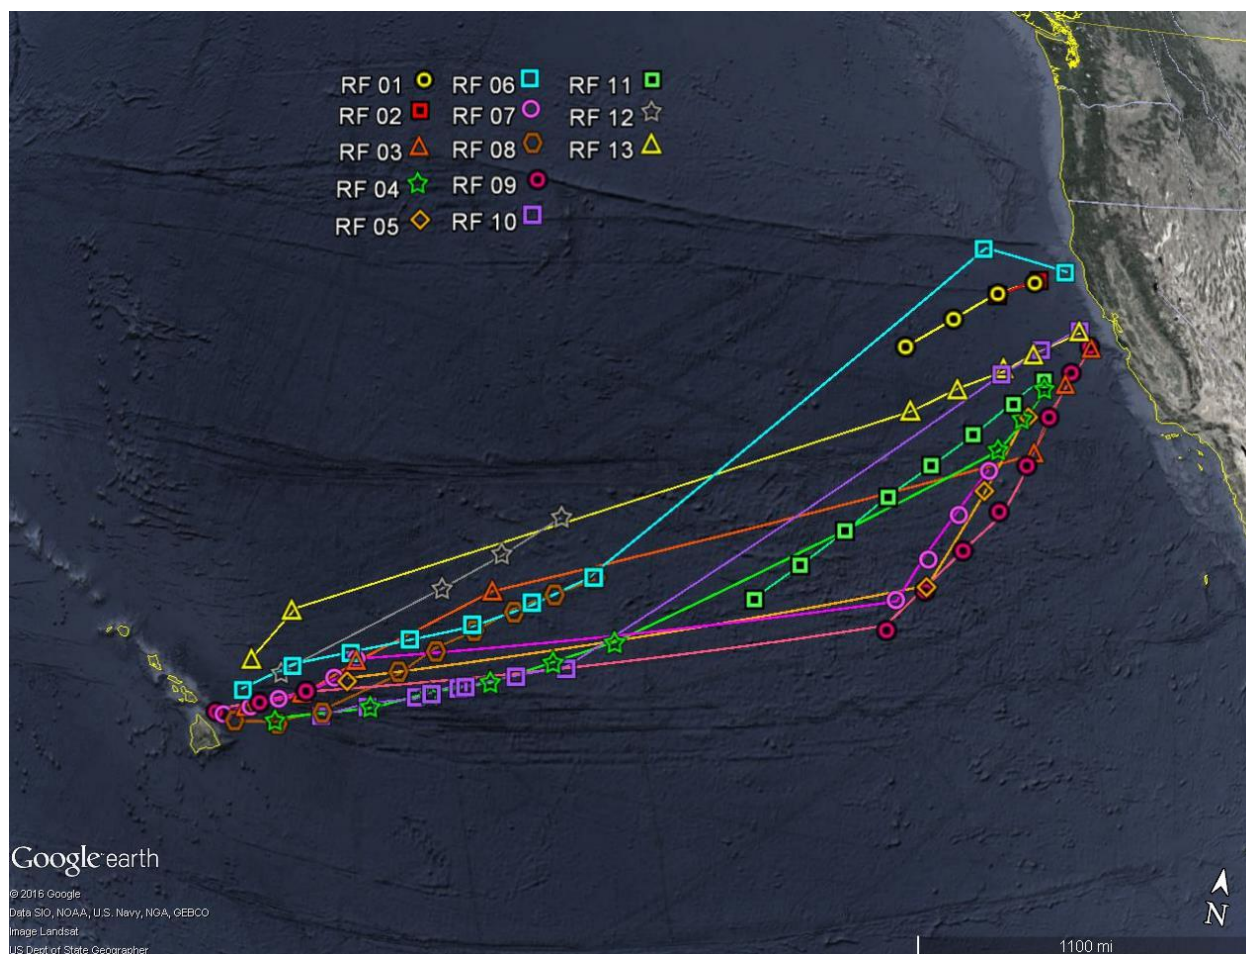 RF 01 RF 06 RF 11
RF 02 RF 07 RF 12
RF 03 RF 08 RF 13
RF 04 RF 09
RF 05 RF 10
Google earth
© 2016 Google
Data SIO, NOAA, U.S. Navy, NGA, GEBCO
Image Landsat
US Dept of State Geographer
N
1100 mi